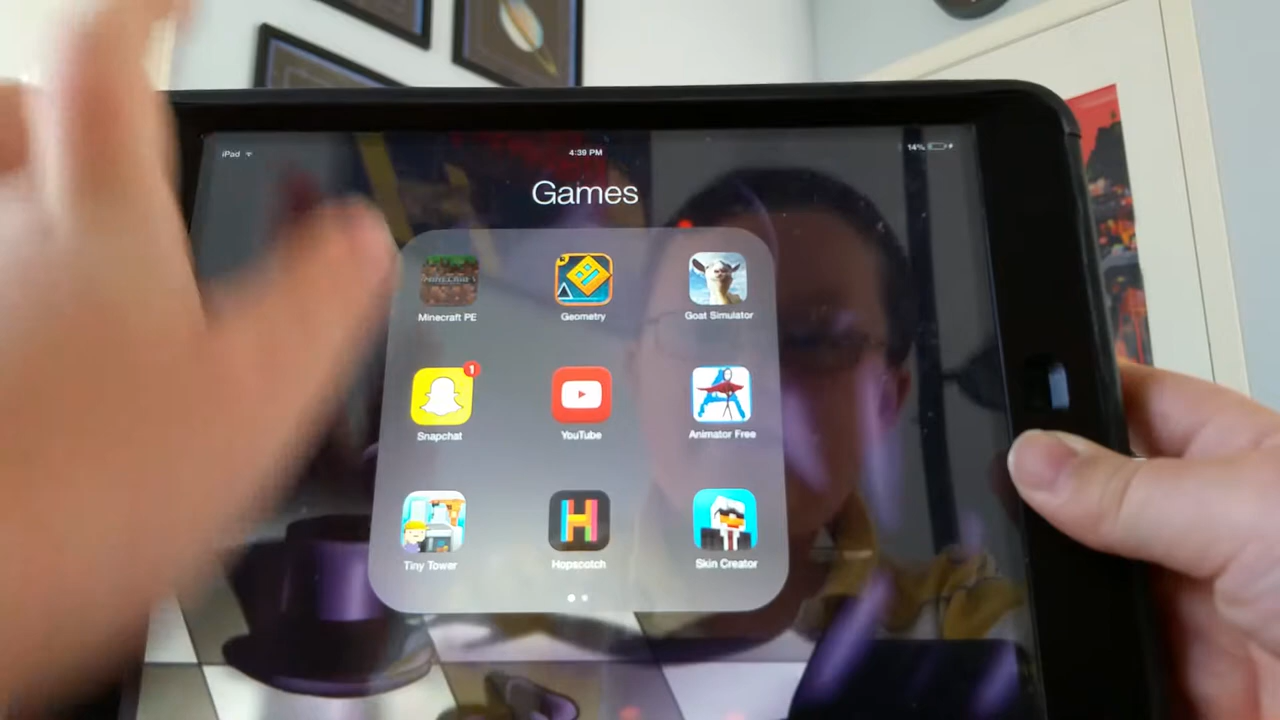 iPad
4:39 PM
14%
Games
MINECRAFT
Minecraft PE
Geometry
Goat Simulator
1
Snapchat
YouTube
Animator Free
H
Tiny Tower
Hopscotch
Skin Creator